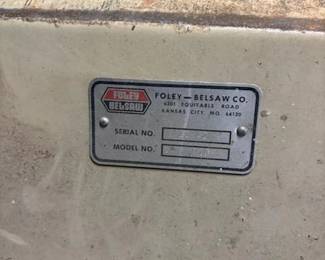 FOLEY
BELSAW
FOLEY—BELSAW CO.
6301 EQUITABLE ROAD
KANSAS CITY, MO. 64120
SERIAL NO.
MODEL NO.